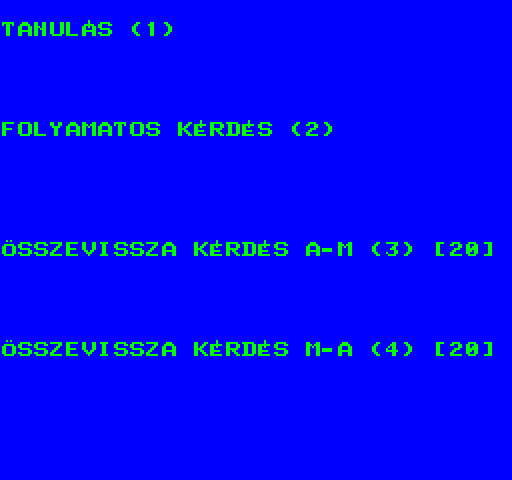 TANULÁS (1)
FOLYAMATOS KÉRDÉS (2)
ÖSSZEVISSZA KÉRDÉS A-M (3) [20]
ÖSSZEVISSZA KÉRDÉS M-A (4) [20]